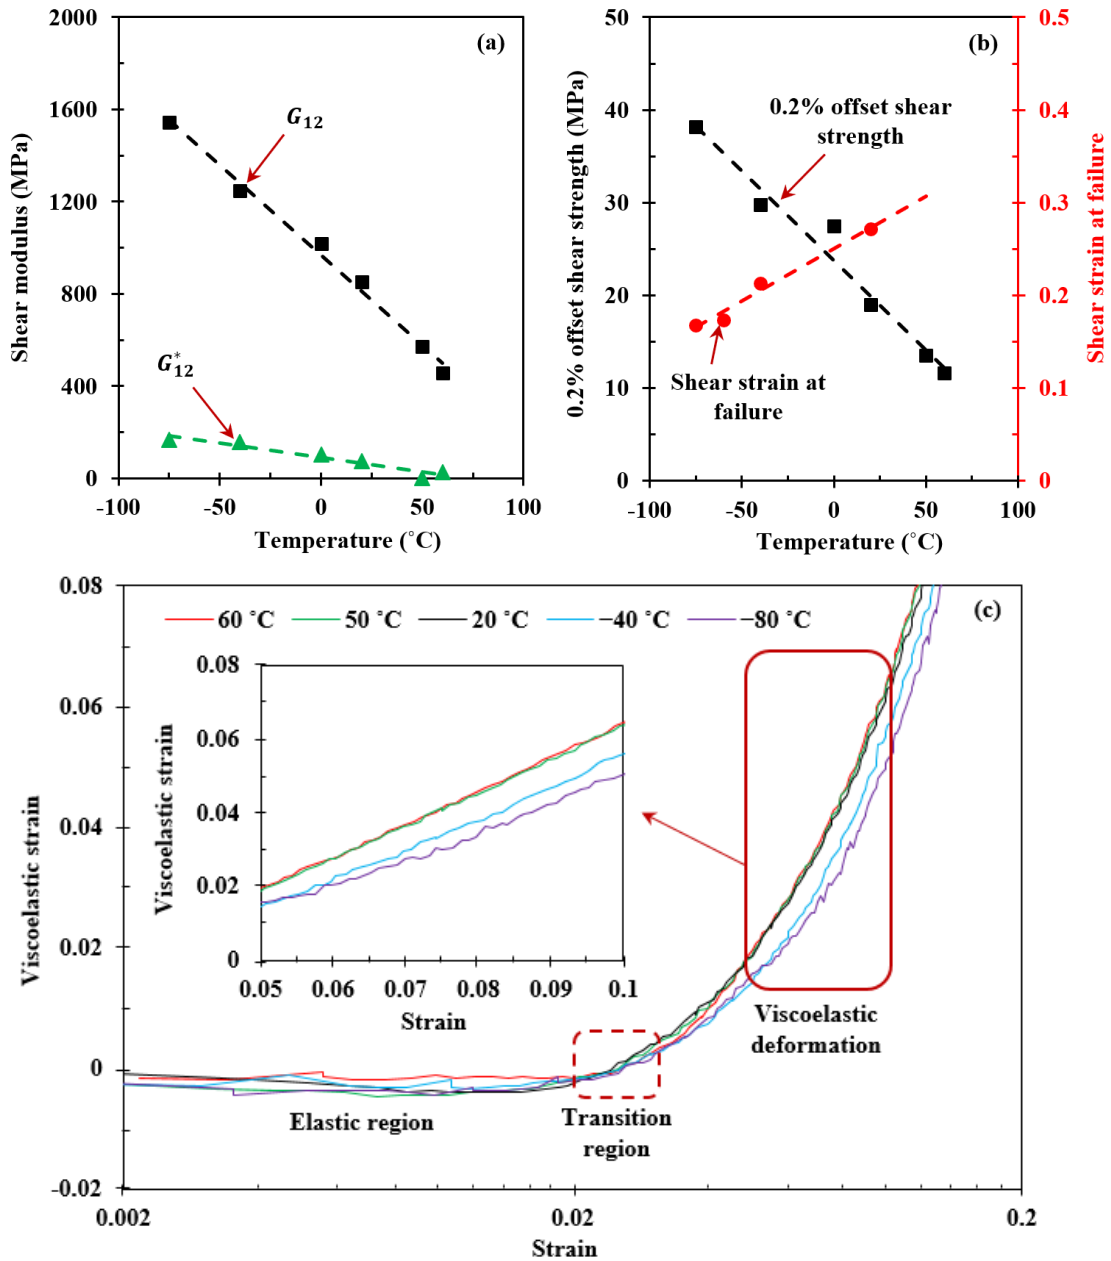 2000
1600
1200
800
400
0
Shear modulus (MPa)
(a)
G₁₂
G*₁₂
-100
-50
0
50
100
Temperature (˚C)
50
40
30
20
10
0
0.2% offset shear strength (MPa)
(b)
0.2% offset shear
strength
Shear strain at
failure
0.5
0.4
0.3
0.2
0.1
0
Shear strain at failure
-100
-50
0
50
100
Temperature (˚C)
0.08
0.06
0.04
0.02
0
-0.02
Viscoelastic strain
60 ˚C
50 ˚C
20 ˚C
−40 ˚C
−80 ˚C
(c)
0.08
0.06
0.04
0.02
0
Viscoelastic strain
0.05
0.06
0.07
0.08
0.09
0.1
Strain
Viscoelastic
deformation
Elastic region
Transition
region
0.002
0.02
0.2
Strain